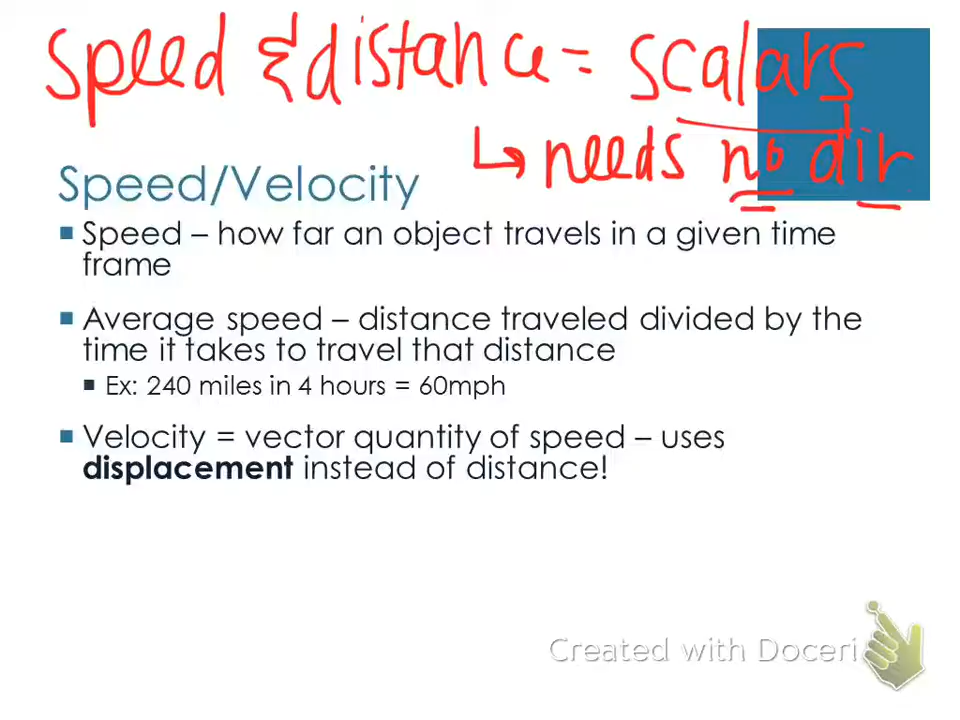 speed & distance = scalars
↳ needs no dir
Speed/Velocity
▪ Speed – how far an object travels in a given time
frame
▪ Average speed – distance traveled divided by the
time it takes to travel that distance
▪ Ex: 240 miles in 4 hours = 60mph
▪ Velocity = vector quantity of speed – uses
displacement instead of distance!
Created with Doceri